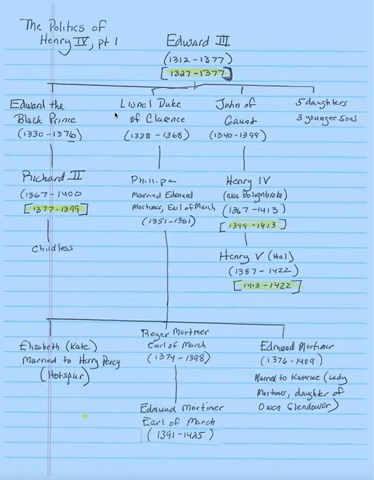 The Politics of
Henry IV, pt 1
Edward III
(1312-1377)
[1327-1377]
Edward the
Black Prince
(1330-1376)
Lionel Duke
of Clarence
(1338-1368)
John of
Gaunt
(1340-1399)
5 daughters
3 younger sons
Richard II
(1367-1400
[1377-1399]
Childless
Philippa
Married Edmund
Mortimer, Earl of March
(1351-1381)
Henry IV
(aka Bolingbroke)
(1367-1413)
[1399-1413]
Henry V (Hal)
(1387-1422)
[1413-1422]
Elizabeth (Kate)
Married to Henry Percy
(Hotspur)
Roger Mortimer
Earl of March
(1374-1398)
Edmund Mortimer
Earl of March
(1391-1425)
Edmund Mortimer
(1376-1409)
Married to Katerine (Lady
Mortimer, daughter of
Owen Glendower)